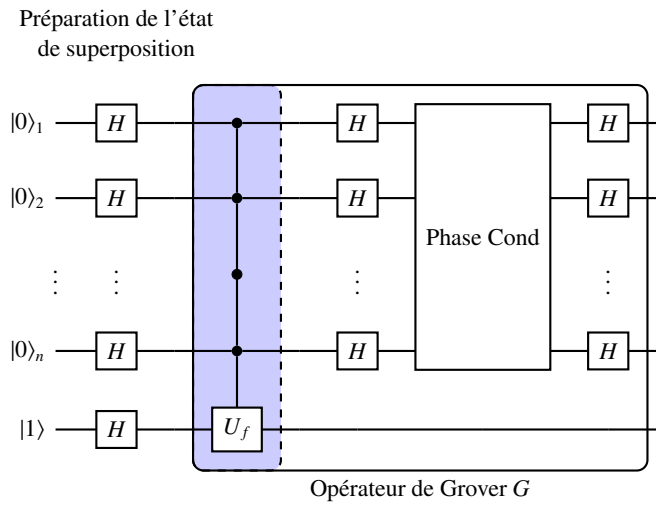 Préparation de l'état
de superposition
|0⟩₁ H H H
|0⟩₂ H H H
Phase Cond
⋮ ⋮ ⋮ ⋮
|0⟩ₙ H H H
|1⟩ H U_f
Opérateur de Grover G